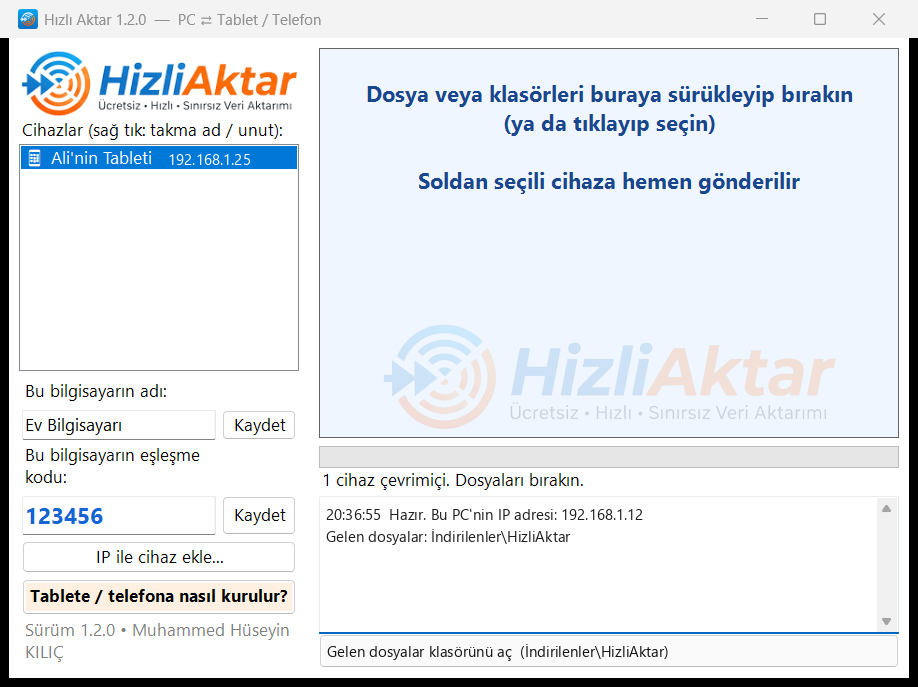 Hızlı Aktar 1.2.0 — PC ⇄ Tablet / Telefon
HizliAktar
Ücretsiz • Hızlı • Sınırsız Veri Aktarımı
Cihazlar (sağ tık: takma ad / unut):
Ali'nin Tableti 192.168.1.25
Bu bilgisayarın adı:
Ev Bilgisayarı Kaydet
Bu bilgisayarın eşleşme
kodu:
123456 Kaydet
IP ile cihaz ekle...
Tablete / telefona nasıl kurulur?
Sürüm 1.2.0 • Muhammed Hüseyin
KILIÇ
Dosya veya klasörleri buraya sürükleyip bırakın
(ya da tıklayıp seçin)
Soldan seçili cihaza hemen gönderilir
HizliAktar
Ücretsiz • Hızlı • Sınırsız Veri Aktarımı
1 cihaz çevrimiçi. Dosyaları bırakın.
20:36:55 Hazır. Bu PC'nin IP adresi: 192.168.1.12
Gelen dosyalar: İndirilenler\HizliAktar
Gelen dosyalar klasörünü aç (İndirilenler\HizliAktar)